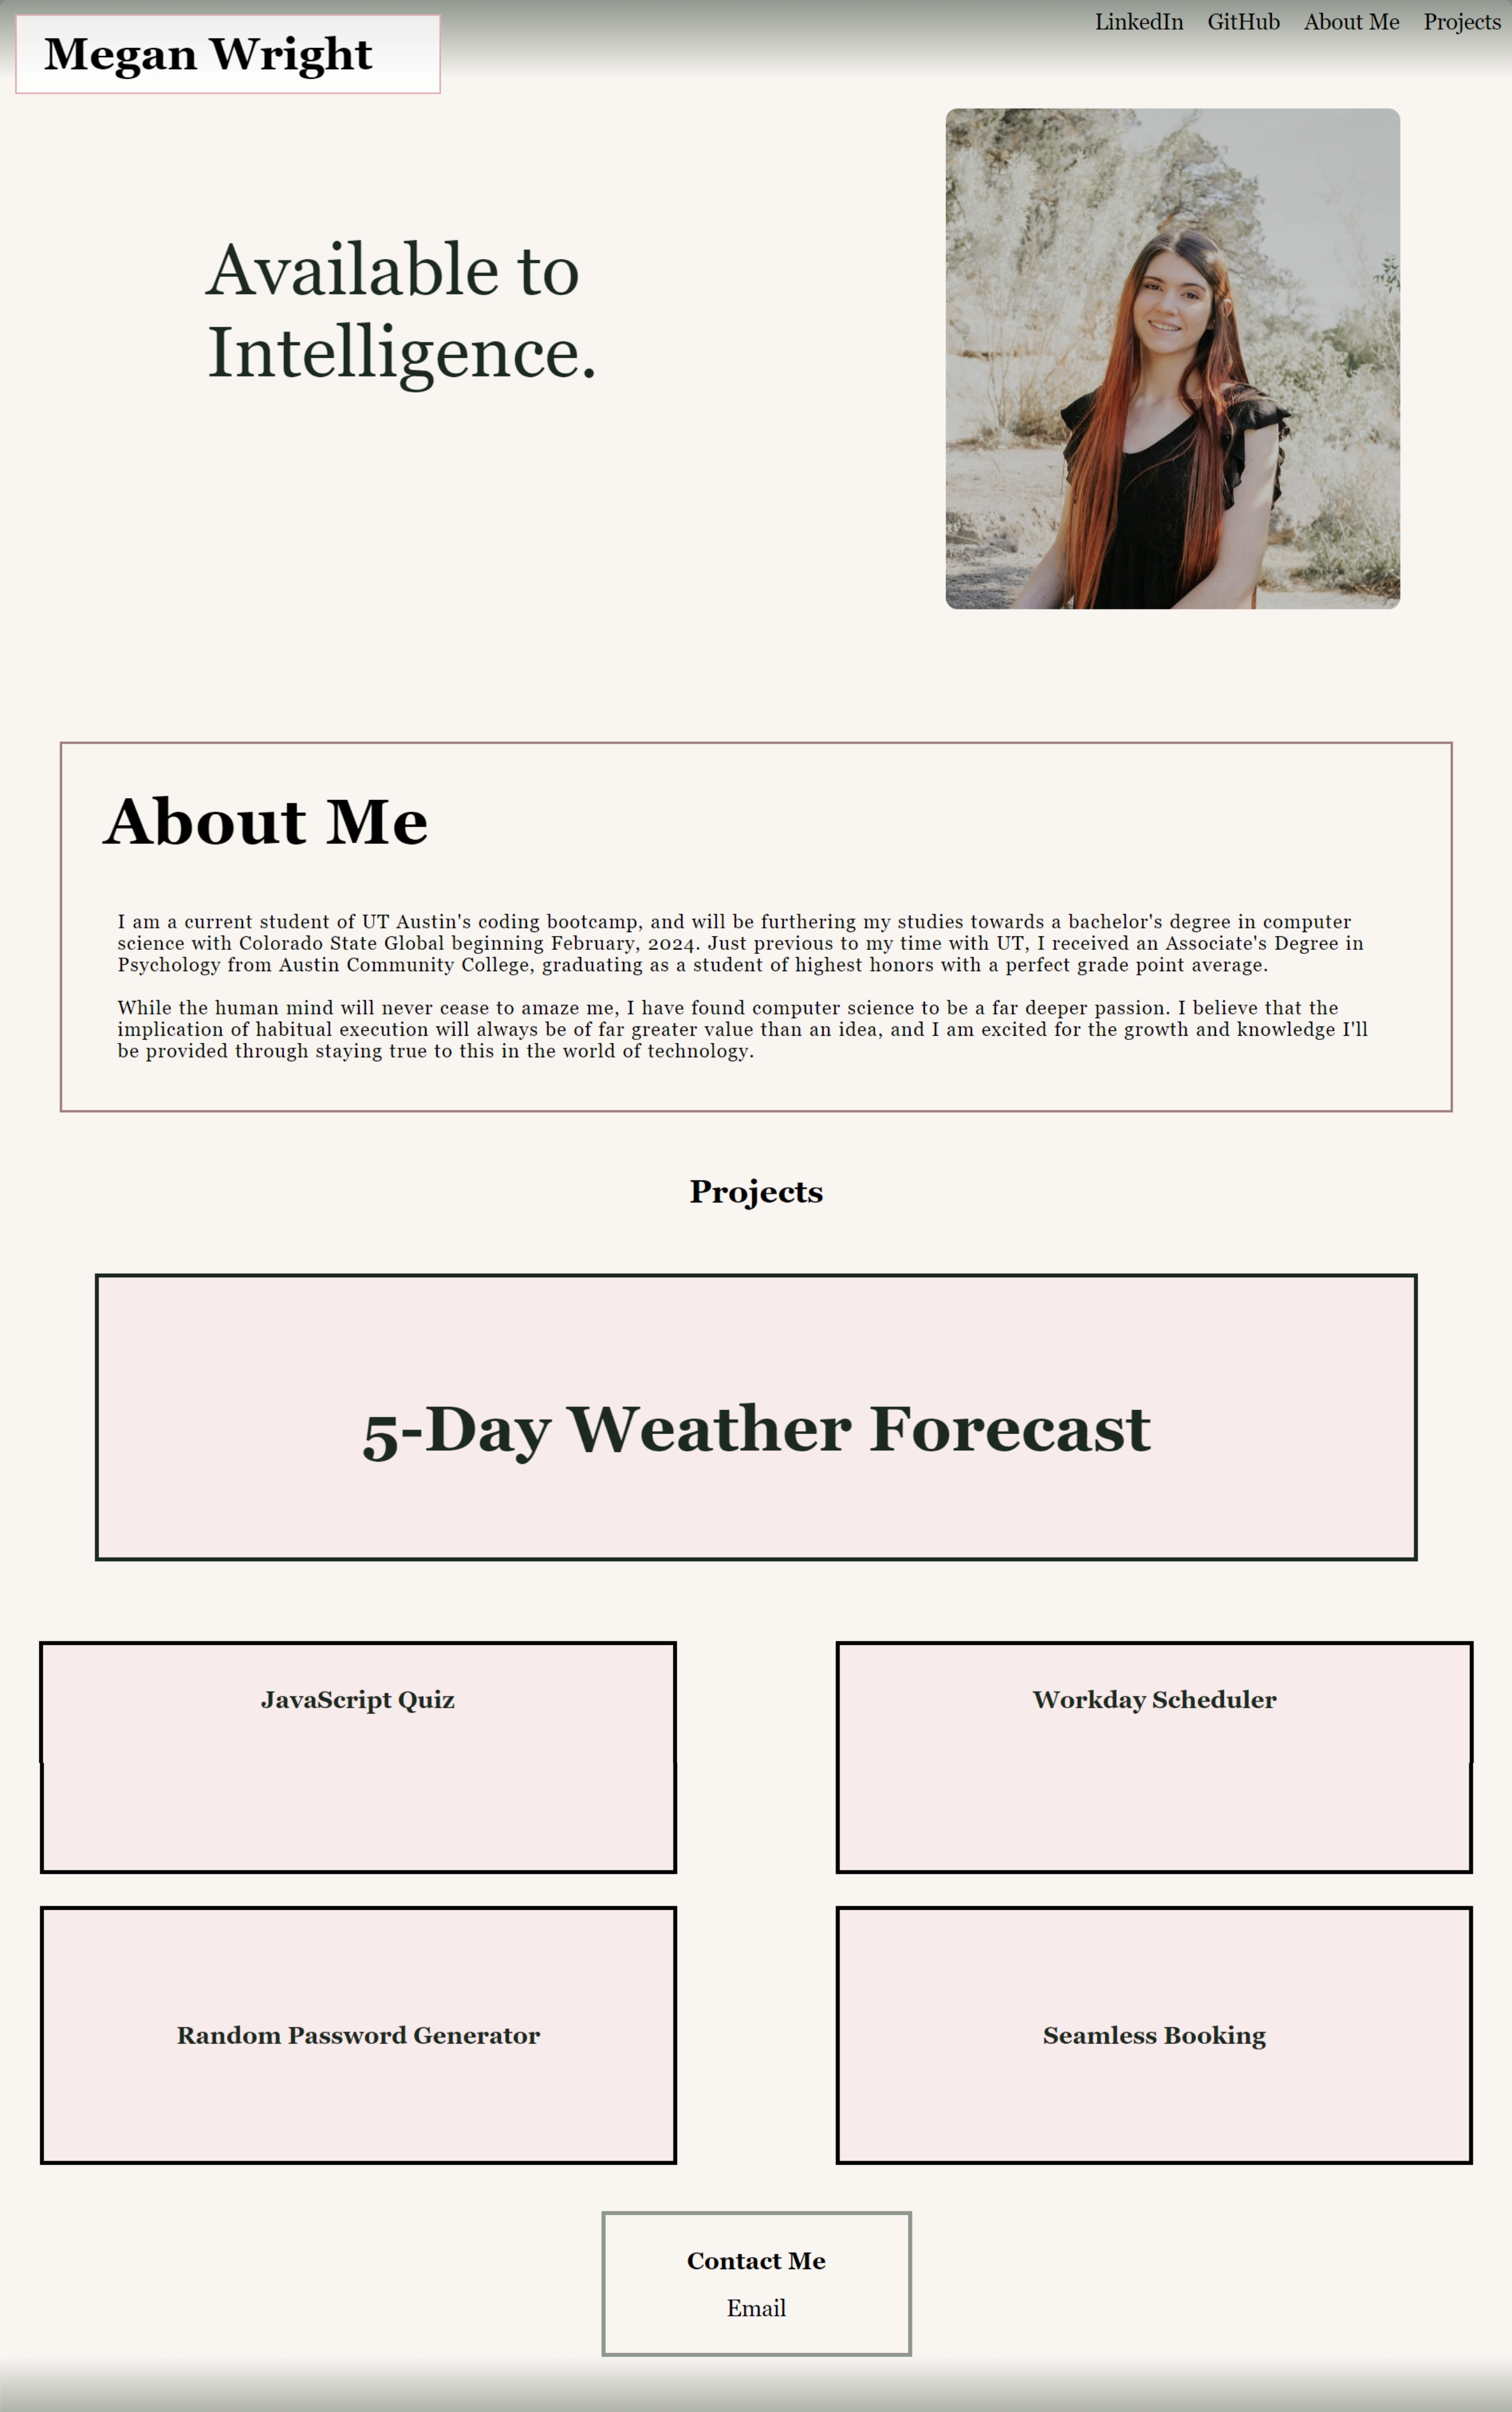 Megan Wright
LinkedIn GitHub About Me Projects
Available to
Intelligence.
About Me
I am a current student of UT Austin's coding bootcamp, and will be furthering my studies towards a bachelor's degree in computer
science with Colorado State Global beginning February, 2024. Just previous to my time with UT, I received an Associate's Degree in
Psychology from Austin Community College, graduating as a student of highest honors with a perfect grade point average.
While the human mind will never cease to amaze me, I have found computer science to be a far deeper passion. I believe that the
implication of habitual execution will always be of far greater value than an idea, and I am excited for the growth and knowledge I'll
be provided through staying true to this in the world of technology.
Projects
5-Day Weather Forecast
JavaScript Quiz
Workday Scheduler
Random Password Generator
Seamless Booking
Contact Me
Email